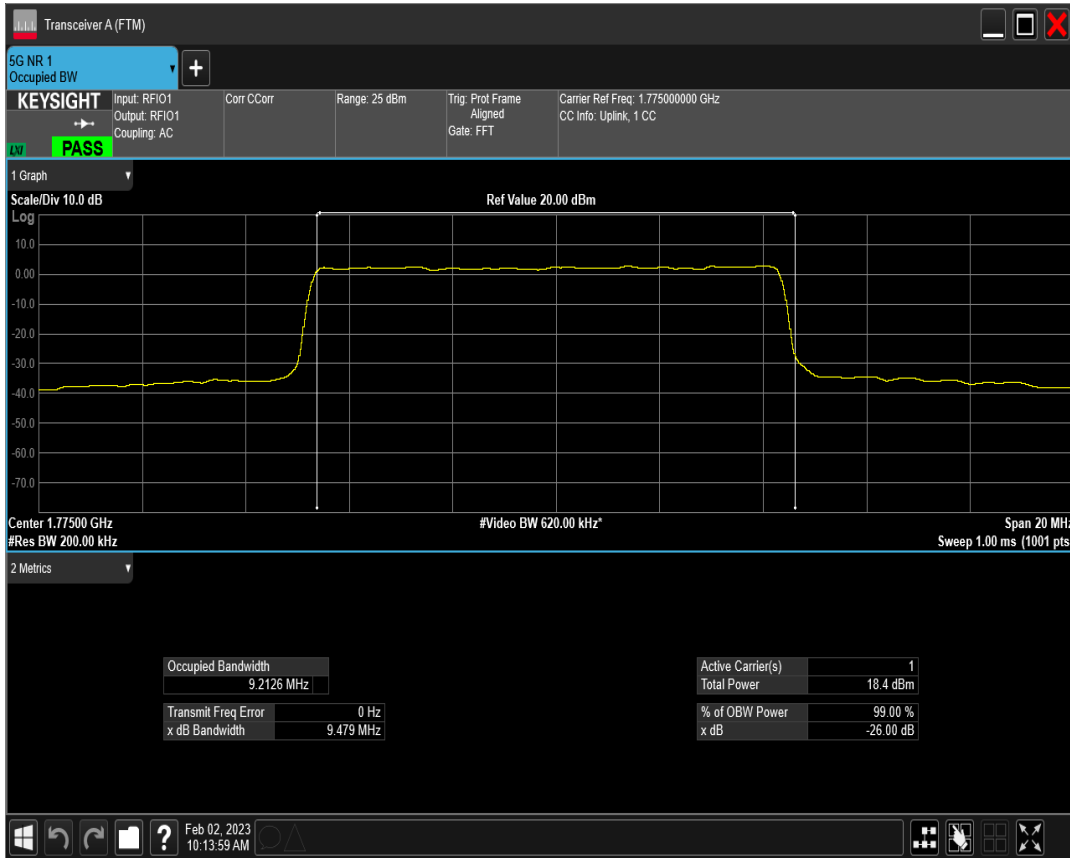 Transceiver A (FTM)
5G NR 1
Occupied BW
+
KEYSIGHT
LXI
PASS
Input: RFIO1
Output: RFIO1
Coupling: AC
Corr CCorr
Range: 25 dBm
Trig: Prot Frame
Aligned
Gate: FFT
Carrier Ref Freq: 1.775000000 GHz
CC Info: Uplink, 1 CC
1 Graph
Scale/Div 10.0 dB
Ref Value 20.00 dBm
Log
10.0
0.00
-10.0
-20.0
-30.0
-40.0
-50.0
-60.0
-70.0
Center 1.77500 GHz
#Video BW 620.00 kHz*
Span 20 MHz
#Res BW 200.00 kHz
Sweep 1.00 ms (1001 pts
2 Metrics
Occupied Bandwidth
9.2126 MHz
Transmit Freq Error 0 Hz
x dB Bandwidth 9.479 MHz
Active Carrier(s) 1
Total Power 18.4 dBm
% of OBW Power 99.00 %
x dB -26.00 dB
?
Feb 02, 2023
10:13:59 AM